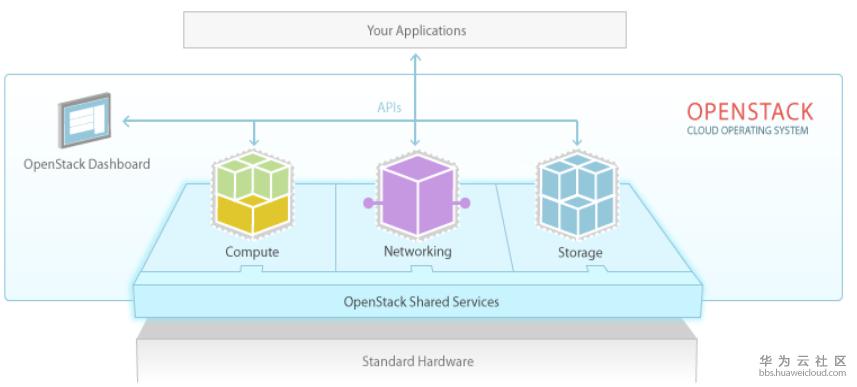 Your Applications
APIs
OPENSTACK
CLOUD OPERATING SYSTEM
OpenStack Dashboard
Compute
Networking
Storage
OpenStack Shared Services
Standard Hardware
华为云社区
bbs.huaweicloud.com